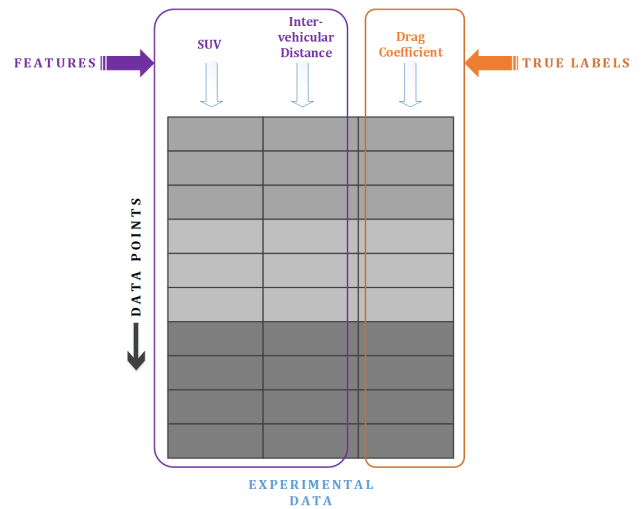 SUV
Inter-
vehicular
Distance
Drag
Coefficient
FEATURES
TRUE LABELS
DATA POINTS
EXPERIMENTAL
DATA